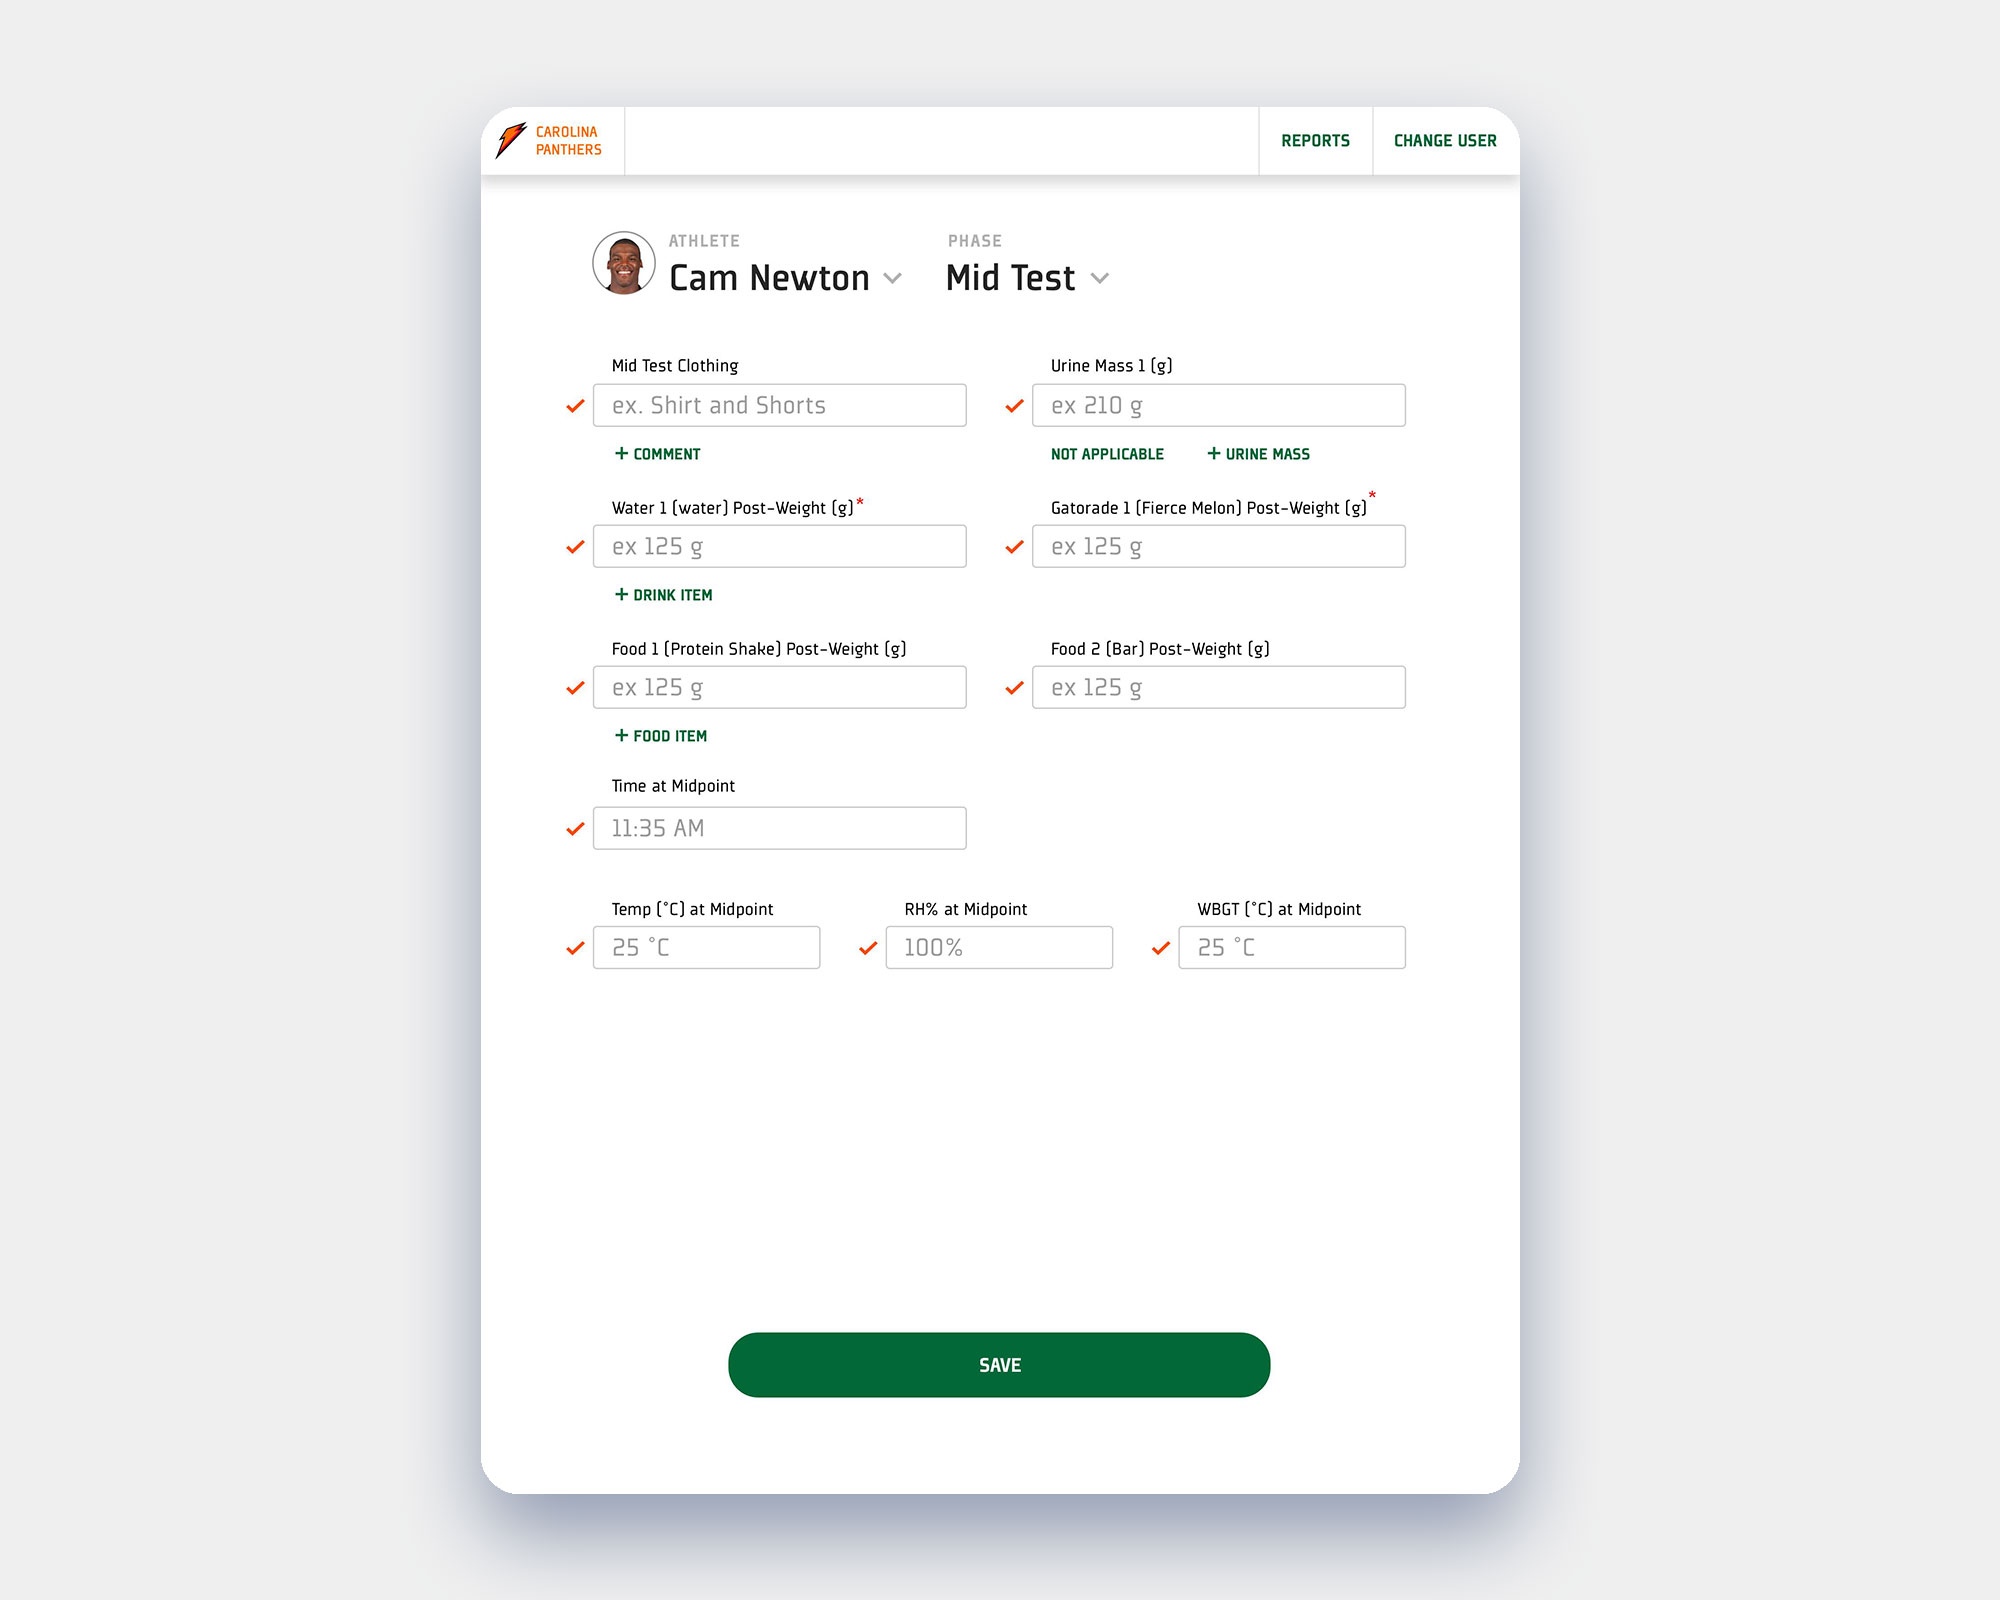 CAROLINA
PANTHERS
REPORTS
CHANGE USER
ATHLETE
PHASE
Cam Newton
Mid Test
Mid Test Clothing
Urine Mass 1 (g)
ex. Shirt and Shorts
ex 210 g
+ COMMENT
NOT APPLICABLE
+ URINE MASS
Water 1 (water) Post-Weight (g)*
Gatorade 1 (Fierce Melon) Post-Weight (g)*
ex 125 g
ex 125 g
+ DRINK ITEM
Food 1 (Protein Shake) Post-Weight (g)
Food 2 (Bar) Post-Weight (g)
ex 125 g
ex 125 g
+ FOOD ITEM
Time at Midpoint
11:35 AM
Temp (°C) at Midpoint
RH% at Midpoint
WBGT (°C) at Midpoint
25 °C
100%
25 °C
SAVE